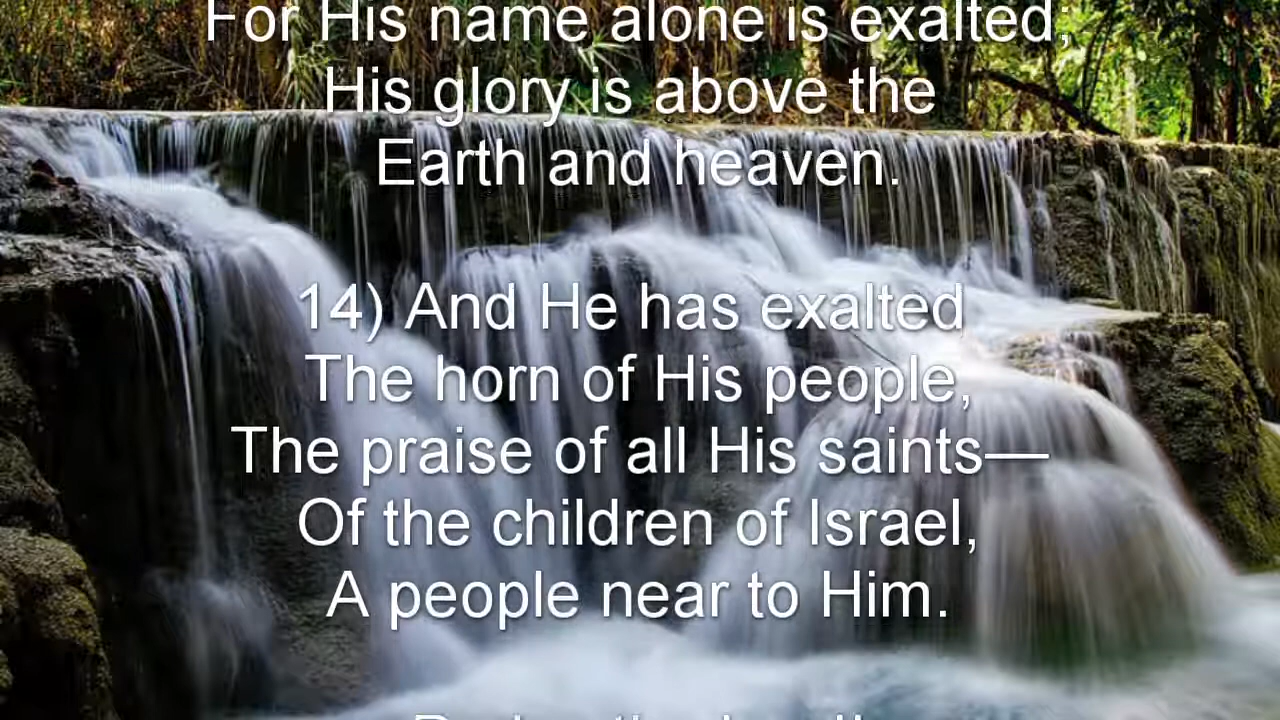 For His name alone is exalted;
His glory is above the
Earth and heaven.
14) And He has exalted
The horn of His people,
The praise of all His saints—
Of the children of Israel,
A people near to Him.